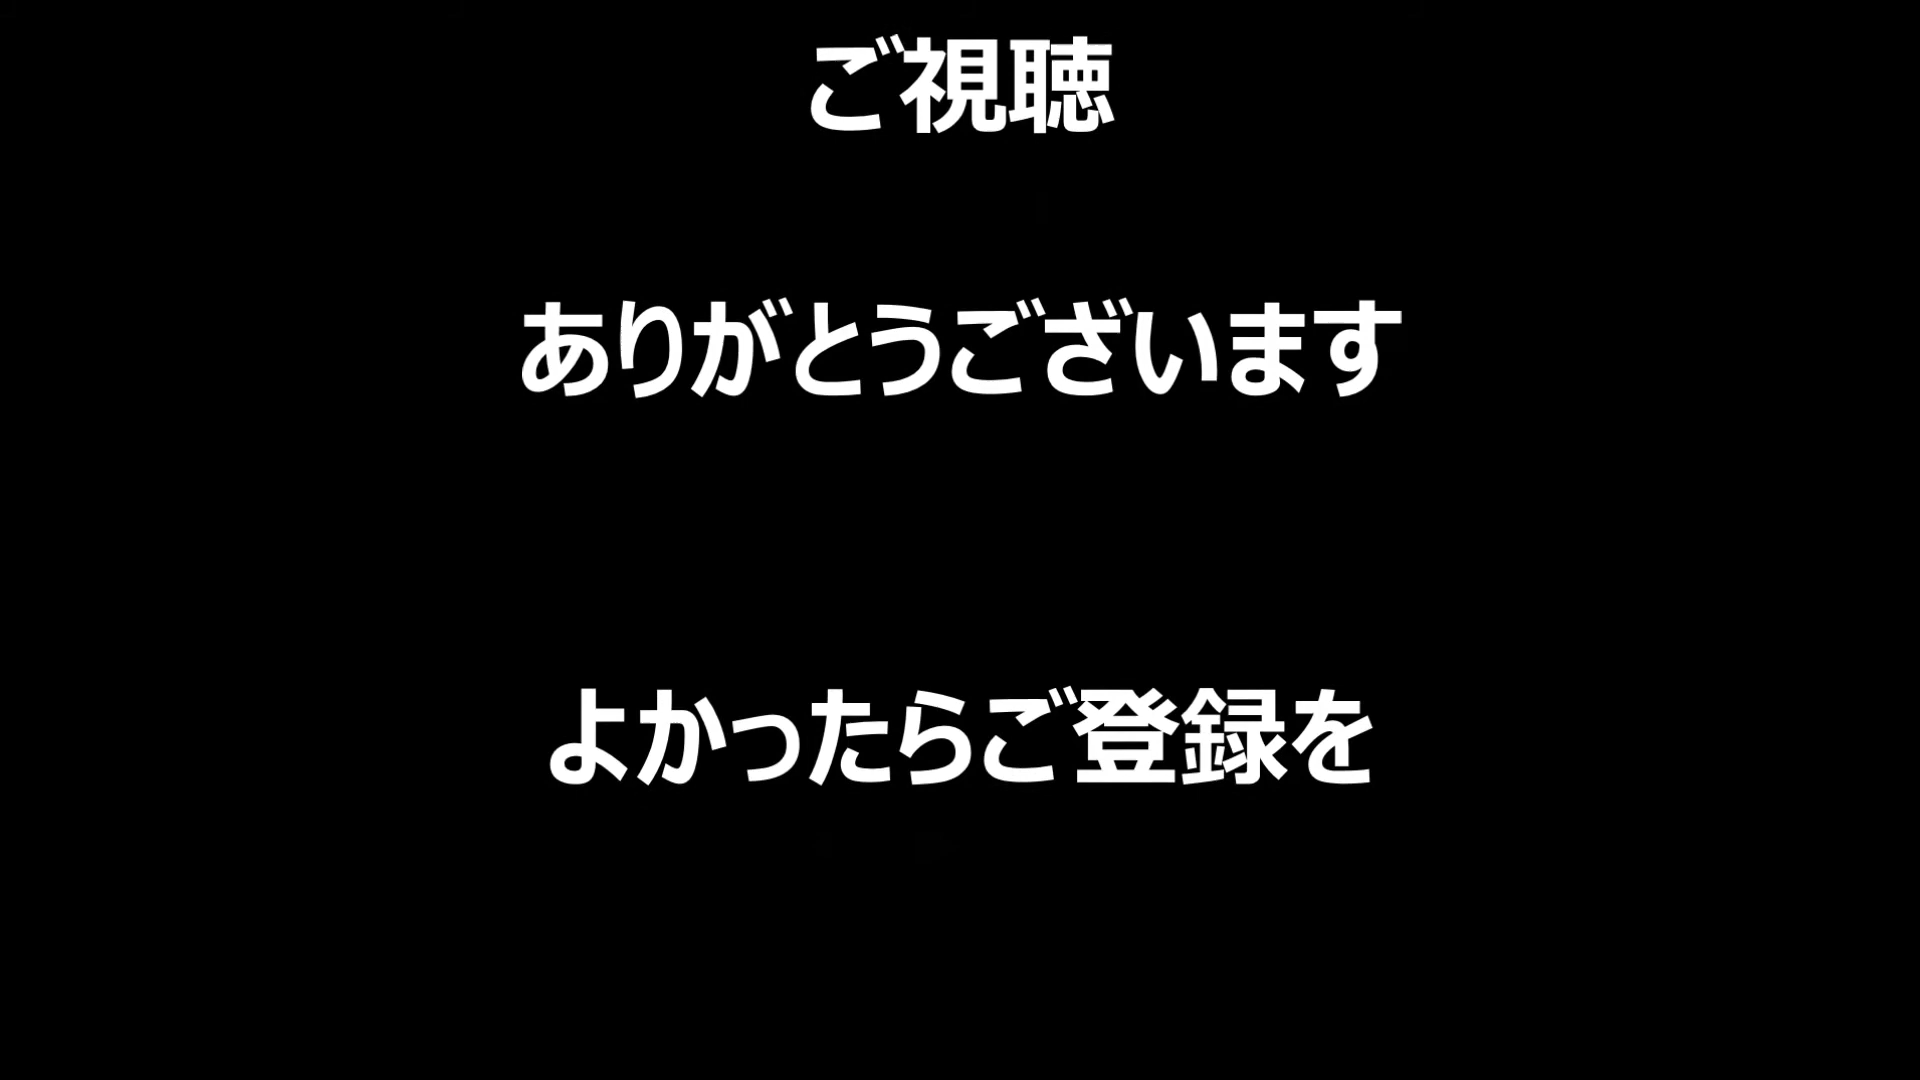 ご視聴
ありがとうございます
よかったらご登録を